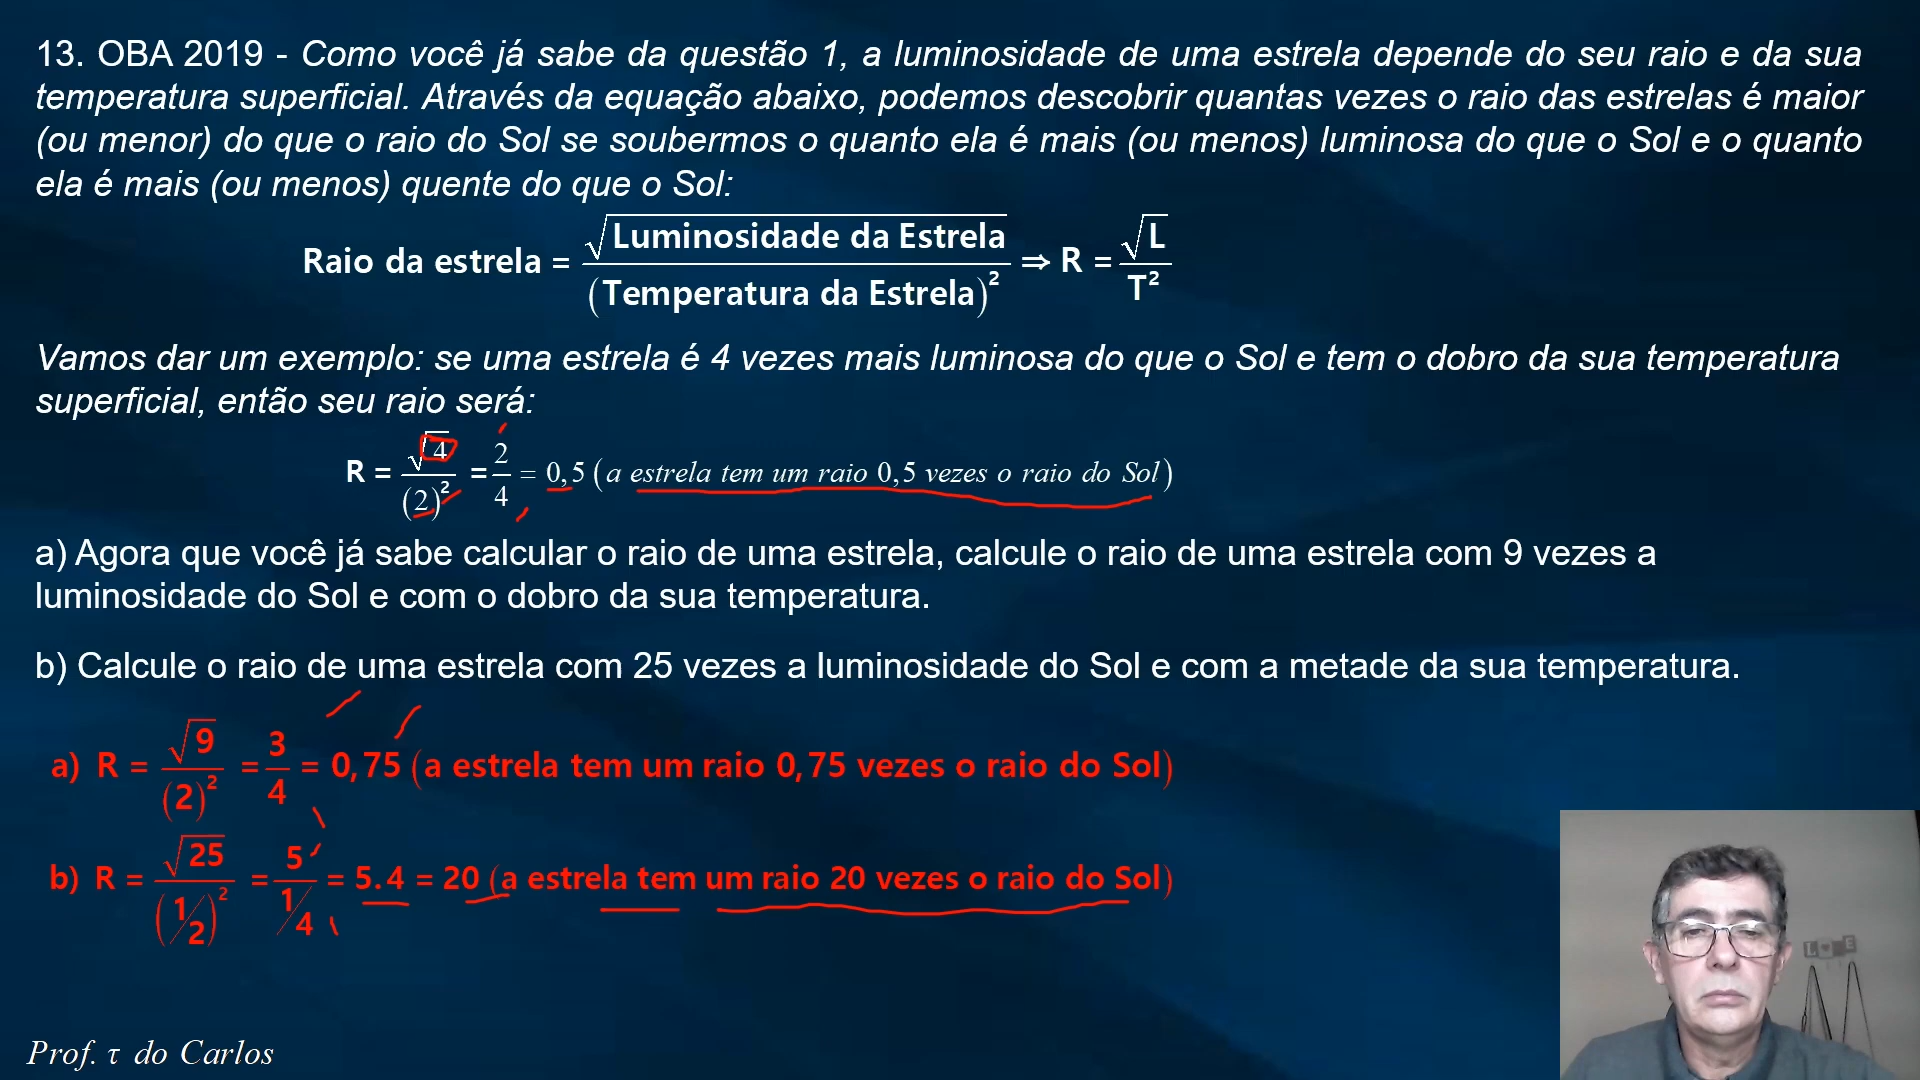 13. OBA 2019 - Como você já sabe da questão 1, a luminosidade de uma estrela depende do seu raio e da sua
temperatura superficial. Através da equação abaixo, podemos descobrir quantas vezes o raio das estrelas é maior
(ou menor) do que o raio do Sol se soubermos o quanto ela é mais (ou menos) luminosa do que o Sol e o quanto
ela é mais (ou menos) quente do que o Sol:
Raio da estrela = √Luminosidade da Estrela / (Temperatura da Estrela)² ⇒ R = √L / T²
Vamos dar um exemplo: se uma estrela é 4 vezes mais luminosa do que o Sol e tem o dobro da sua temperatura
superficial, então seu raio será:
R = √4 / (2)² = 2/4 = 0,5 (a estrela tem um raio 0,5 vezes o raio do Sol)
a) Agora que você já sabe calcular o raio de uma estrela, calcule o raio de uma estrela com 9 vezes a
luminosidade do Sol e com o dobro da sua temperatura.
b) Calcule o raio de uma estrela com 25 vezes a luminosidade do Sol e com a metade da sua temperatura.
a) R = √9 / (2)² = 3/4 = 0,75 (a estrela tem um raio 0,75 vezes o raio do Sol)
b) R = √25 / (1/2)² = 5 / 1/4 = 5.4 = 20 (a estrela tem um raio 20 vezes o raio do Sol)
Prof. τ do Carlos